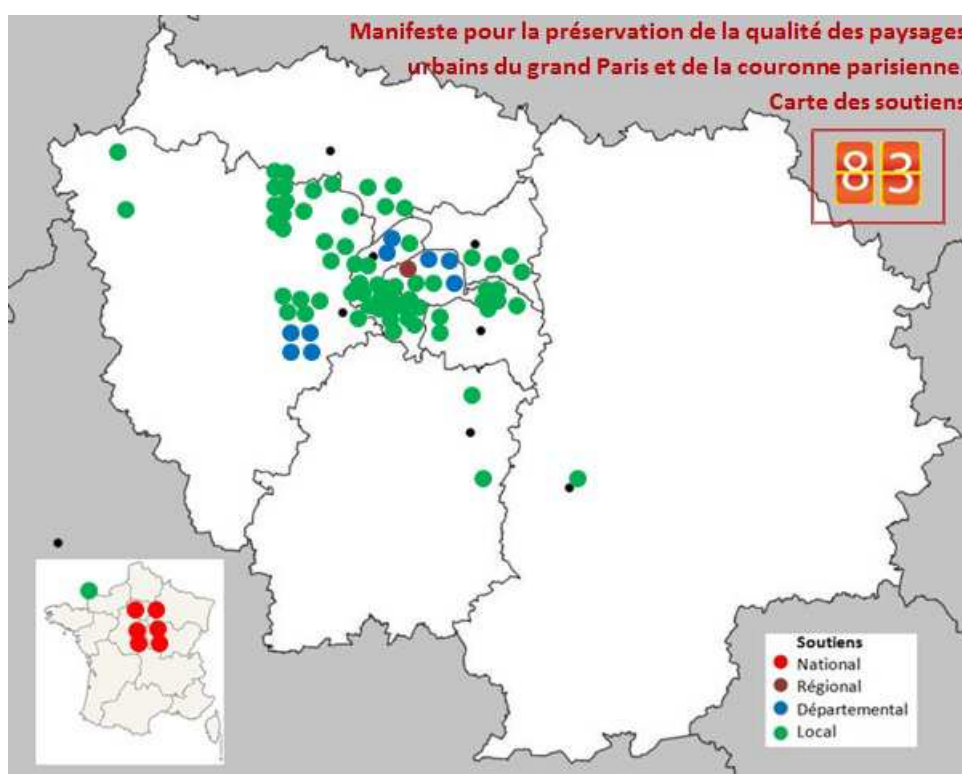 Manifeste pour la préservation de la qualité des paysages
urbains du grand Paris et de la couronne parisienne.
Carte des soutiens
83
Soutiens
National
Régional
Départemental
Local